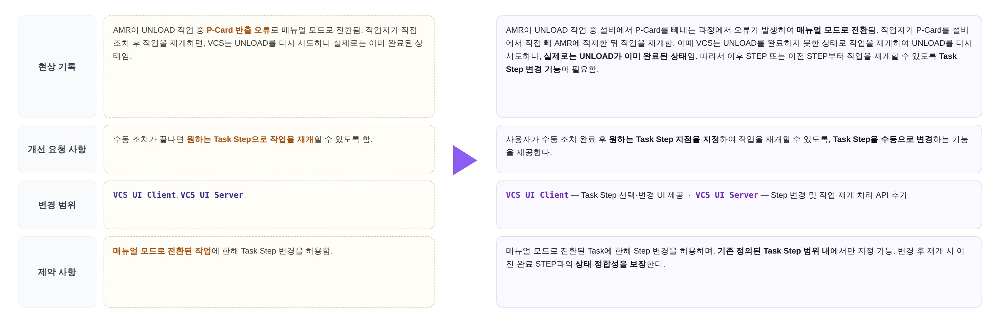 현상 기록
AMR이 UNLOAD 작업 중 P-Card 반출 오류로 매뉴얼 모드로 전환됨. 작업자가 직접
조치 후 작업을 재개하면, VCS는 UNLOAD를 다시 시도하나 실제로는 이미 완료된 상
태임.
AMR이 UNLOAD 작업 중 설비에서 P-Card를 빼내는 과정에서 오류가 발생하여 매뉴얼 모드로 전환됨. 작업자가 P-Card를 설비
에서 직접 빼 AMR에 적재한 뒤 작업을 재개함. 이때 VCS는 UNLOAD를 완료하지 못한 상태로 작업을 재개하여 UNLOAD를 다시
시도하나, 실제로는 UNLOAD가 이미 완료된 상태임. 따라서 이후 STEP 또는 이전 STEP부터 작업을 재개할 수 있도록 Task
Step 변경 기능이 필요함.
개선 요청 사항
수동 조치가 끝나면 원하는 Task Step으로 작업을 재개할 수 있도록 함.
사용자가 수동 조치 완료 후 원하는 Task Step 지점을 지정하여 작업을 재개할 수 있도록, Task Step을 수동으로 변경하는 기능
을 제공한다.
변경 범위
VCS UI Client, VCS UI Server
VCS UI Client — Task Step 선택·변경 UI 제공 · VCS UI Server — Step 변경 및 작업 재개 처리 API 추가
제약 사항
매뉴얼 모드로 전환된 작업에 한해 Task Step 변경을 허용함.
매뉴얼 모드로 전환된 Task에 한해 Step 변경을 허용하며, 기존 정의된 Task Step 범위 내에서만 지정 가능. 변경 후 재개 시 이
전 완료 STEP과의 상태 정합성을 보장한다.